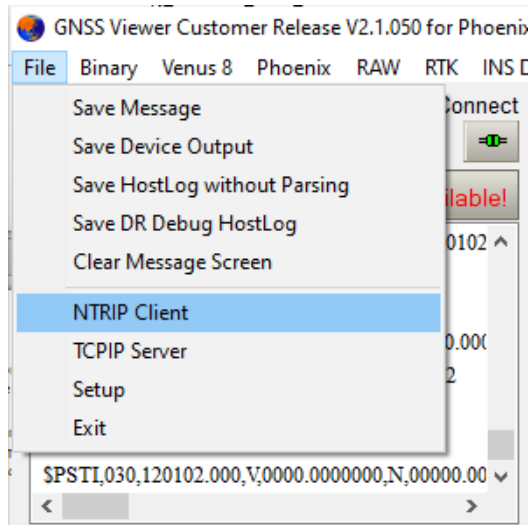 GNSS Viewer Customer Release V2.1.050 for Phoenix
File Binary Venus 8 Phoenix RAW RTK INS D
Save Message
Connect
Save Device Output
Save HostLog without Parsing
ilable!
Save DR Debug HostLog
0102
Clear Message Screen
NTRIP Client
0.000
TCPIP Server
2
Setup
Exit
$PSTI,030,120102.000,V,0000.0000000,N,00000.00